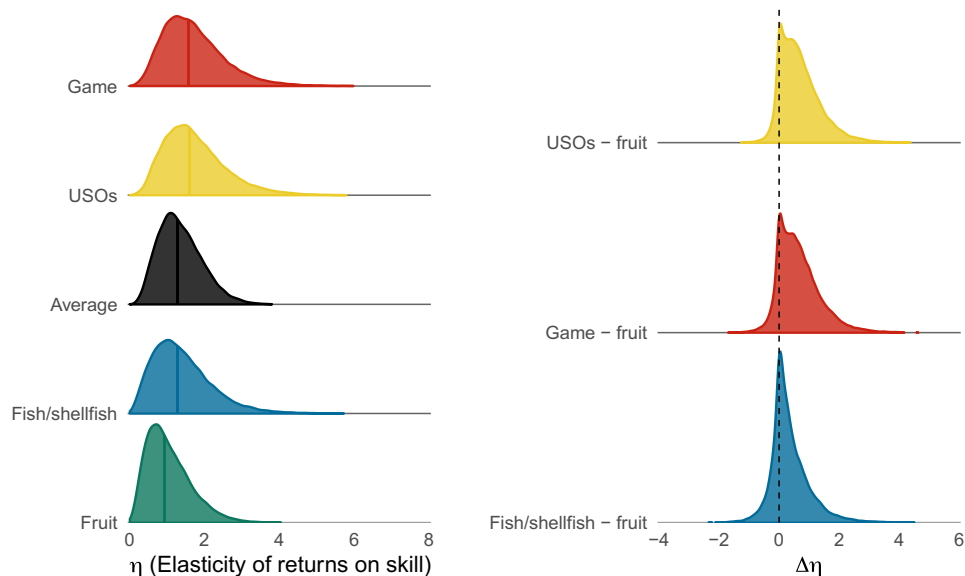 Game
USOs
Average
Fish/shellfish
Fruit
0 2 4 6 8
η (Elasticity of returns on skill)
USOs − fruit
Game − fruit
Fish/shellfish − fruit
−4 −2 0 2 4 6
Δη